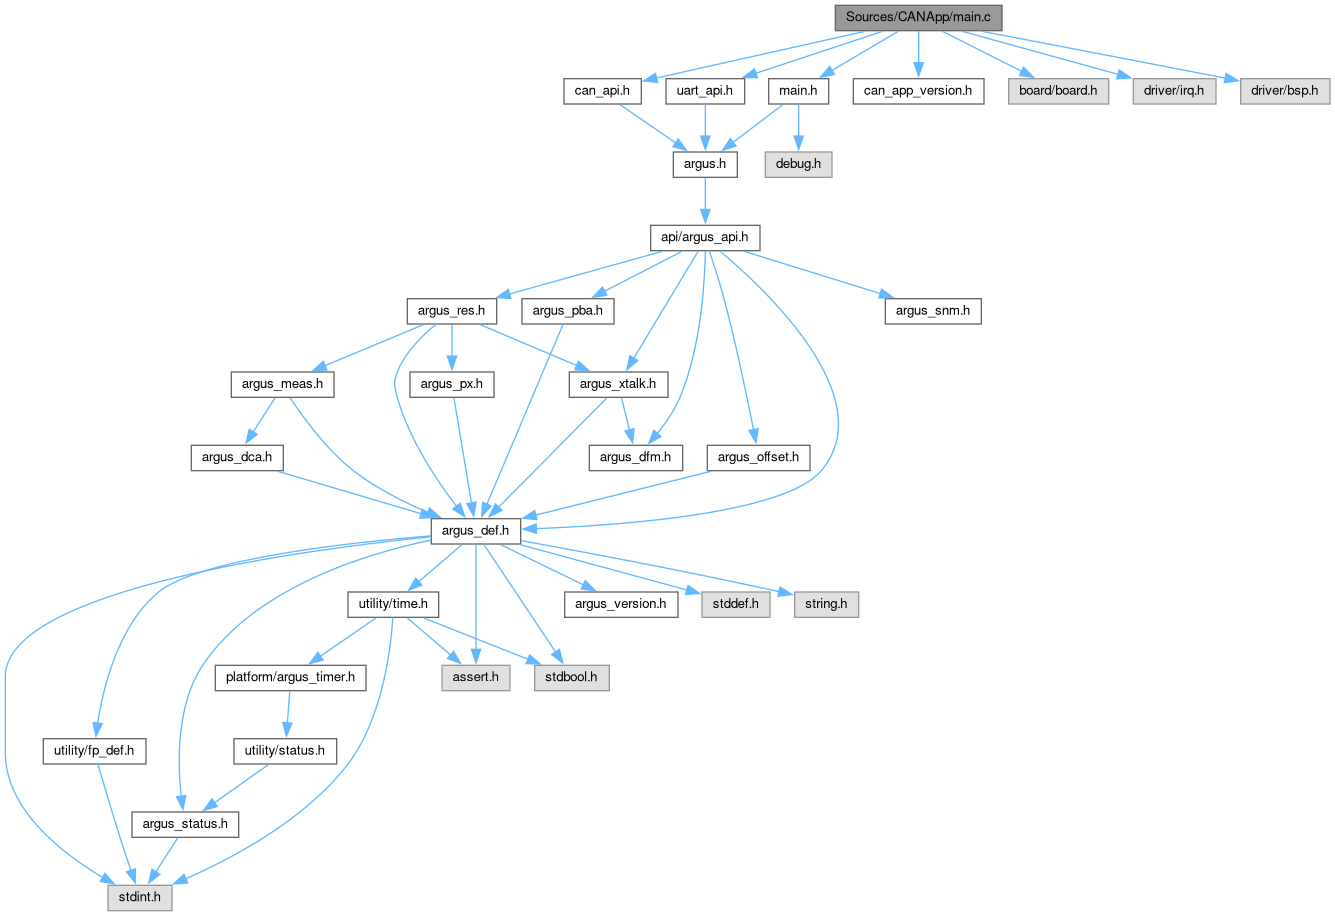 Sources/CANApp/main.c
can_api.h
uart_api.h
main.h
can_app_version.h
board/board.h
driver/irq.h
driver/bsp.h
argus.h
debug.h
api/argus_api.h
argus_res.h
argus_pba.h
argus_snm.h
argus_meas.h
argus_px.h
argus_xtalk.h
argus_dca.h
argus_dfm.h
argus_offset.h
argus_def.h
utility/time.h
argus_version.h
stddef.h
string.h
platform/argus_timer.h
assert.h
stdbool.h
utility/fp_def.h
utility/status.h
argus_status.h
stdint.h